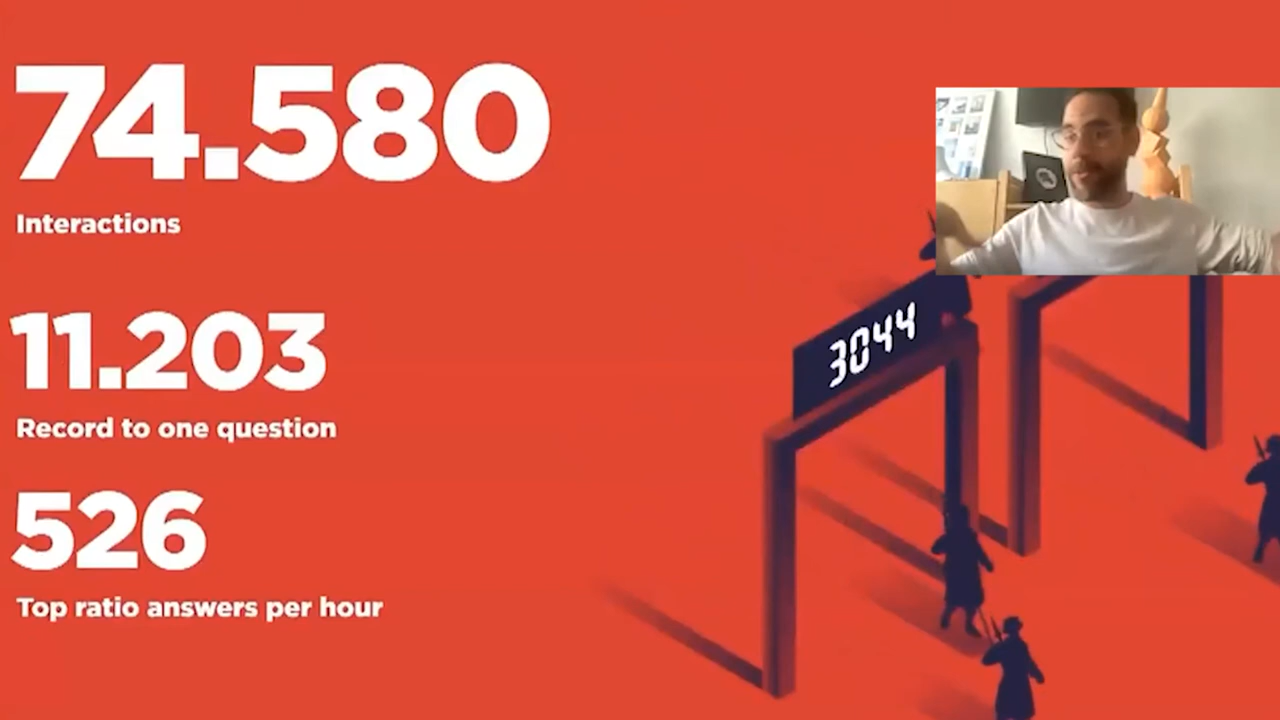 74.580
Interactions
11.203
Record to one question
526
Top ratio answers per hour
3044